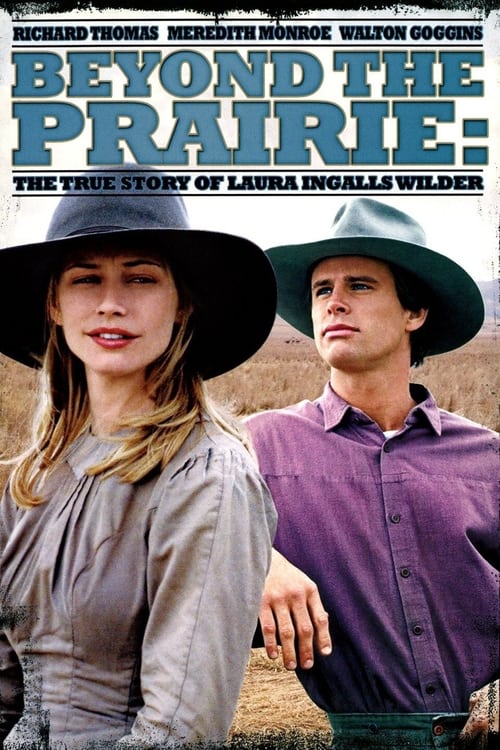 RICHARD THOMAS MEREDITH MONROE WALTON GOGGINS
BEYOND THE
PRAIRIE:
THE TRUE STORY OF LAURA INGALLS WILDER